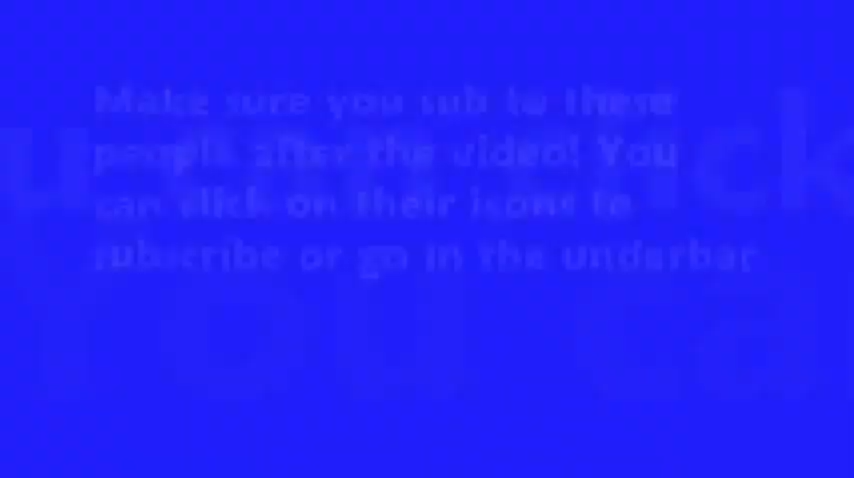 Make sure you sub to these
people after the video! You
can click on their icons to
subscribe or go in the underbar